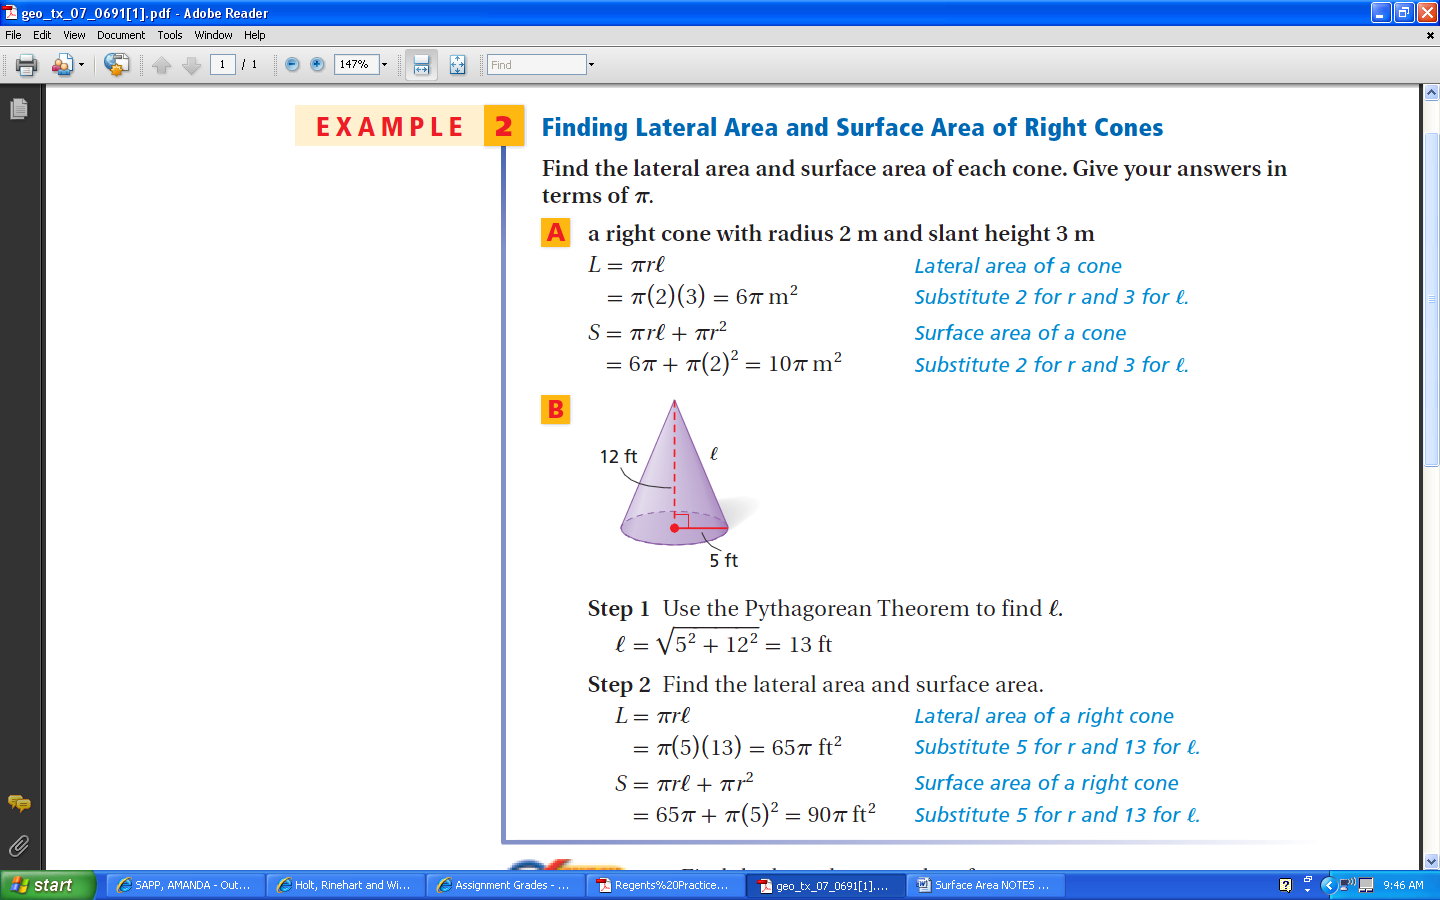 geo_tx_07_0691[1].pdf - Adobe Reader
File Edit View Document Tools Window Help
1 / 1 147% Find
EXAMPLE 2 Finding Lateral Area and Surface Area of Right Cones
Find the lateral area and surface area of each cone. Give your answers in
terms of π.
A a right cone with radius 2 m and slant height 3 m
L = πrℓ Lateral area of a cone
= π(2)(3) = 6π m² Substitute 2 for r and 3 for ℓ.
S = πrℓ + πr² Surface area of a cone
= 6π + π(2)² = 10π m² Substitute 2 for r and 3 for ℓ.
B
12 ft ℓ
5 ft
Step 1 Use the Pythagorean Theorem to find ℓ.
ℓ = √5² + 12² = 13 ft
Step 2 Find the lateral area and surface area.
L = πrℓ Lateral area of a right cone
= π(5)(13) = 65π ft² Substitute 5 for r and 13 for ℓ.
S = πrℓ + πr² Surface area of a right cone
= 65π + π(5)² = 90π ft² Substitute 5 for r and 13 for ℓ.
start SAPP, AMANDA - Out... Holt, Rinehart and Wi... Assignment Grades - ... Regents%20Practice... geo_tx_07_0691[1].... Surface Area NOTES ... 9:46 AM